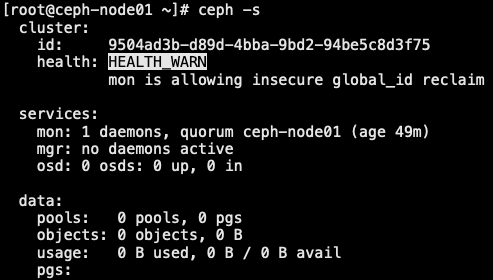 [root@ceph-node01 ~]# ceph -s
  cluster:
    id:     9504ad3b-d89d-4bba-9bd2-94be5c8d3f75
    health: HEALTH_WARN
            mon is allowing insecure global_id reclaim

  services:
    mon: 1 daemons, quorum ceph-node01 (age 49m)
    mgr: no daemons active
    osd: 0 osds: 0 up, 0 in

  data:
    pools:   0 pools, 0 pgs
    objects: 0 objects, 0 B
    usage:   0 B used, 0 B / 0 B avail
    pgs: